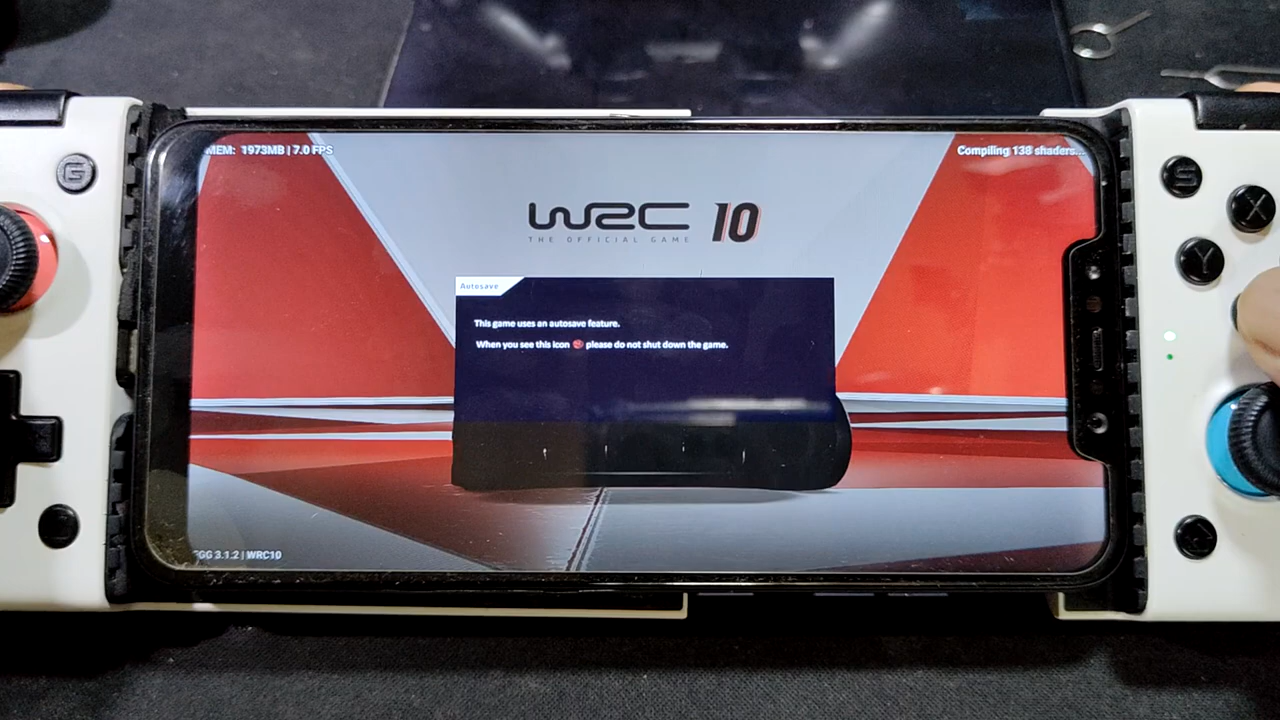 MEM: 1973MB | 7.0 FPS
Compiling 138 shaders...
WRC 10
THE OFFICIAL GAME
Autosave
This game uses an autosave feature.
When you see this icon please do not shut down the game.
EGG 3.1.2 | WRC10
G
S
X
Y